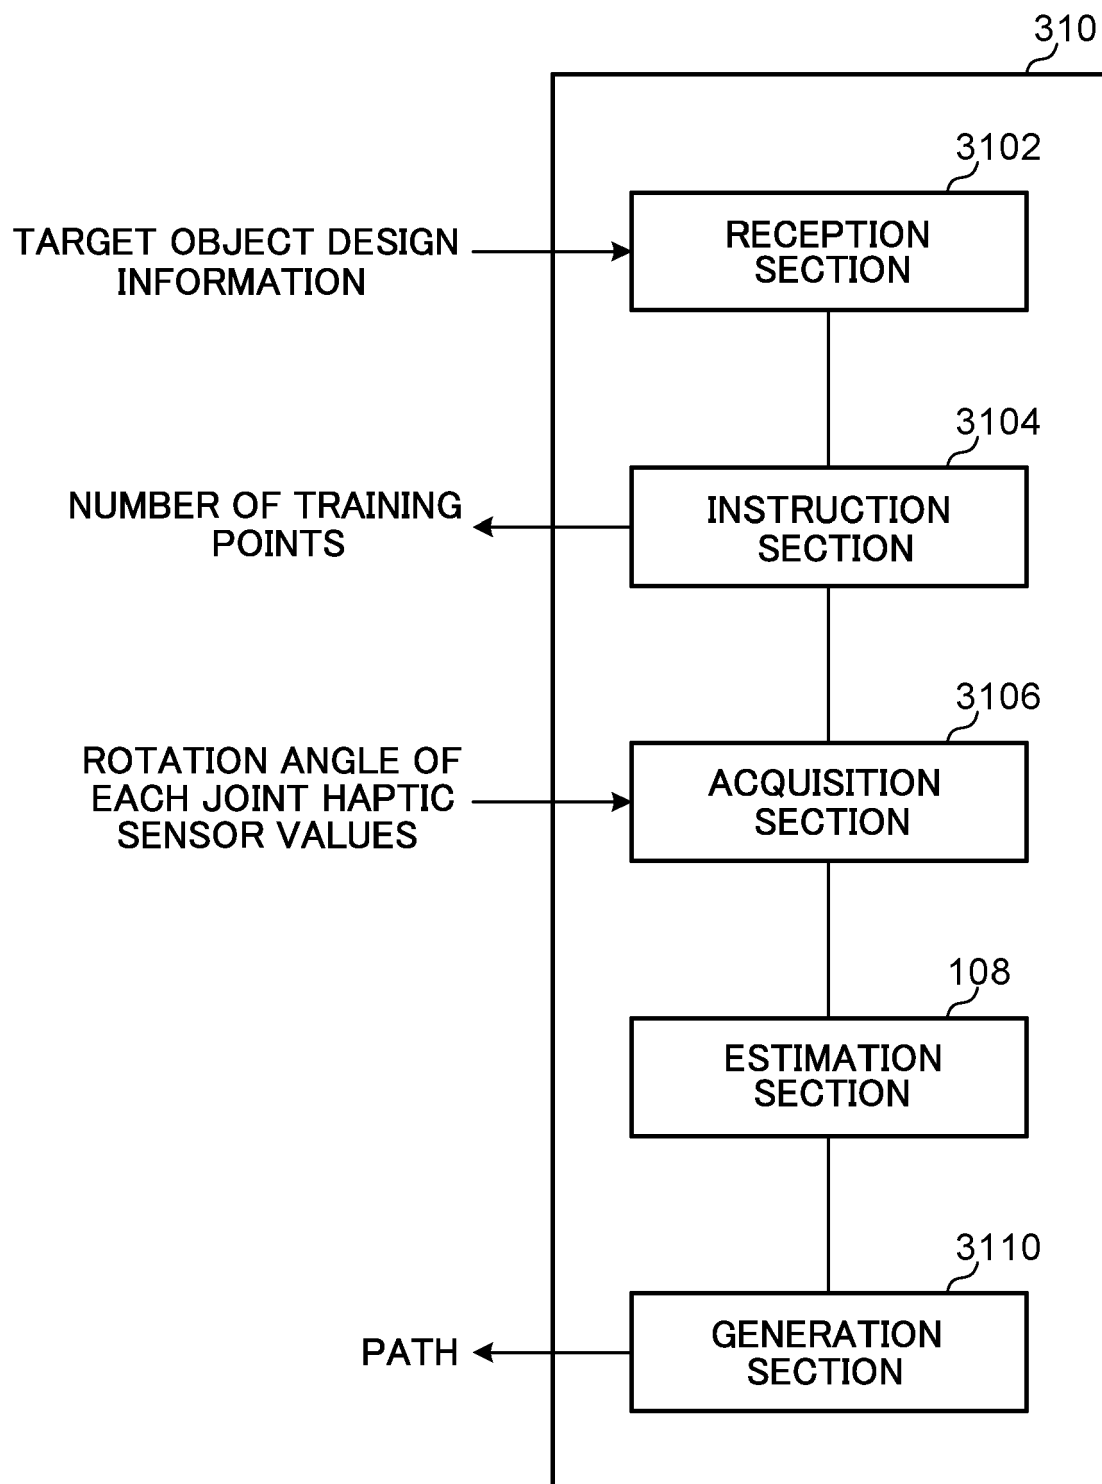 310
3102
TARGET OBJECT DESIGN
INFORMATION
RECEPTION
SECTION
3104
NUMBER OF TRAINING
POINTS
INSTRUCTION
SECTION
3106
ROTATION ANGLE OF
EACH JOINT HAPTIC
SENSOR VALUES
ACQUISITION
SECTION
108
ESTIMATION
SECTION
3110
PATH
GENERATION
SECTION